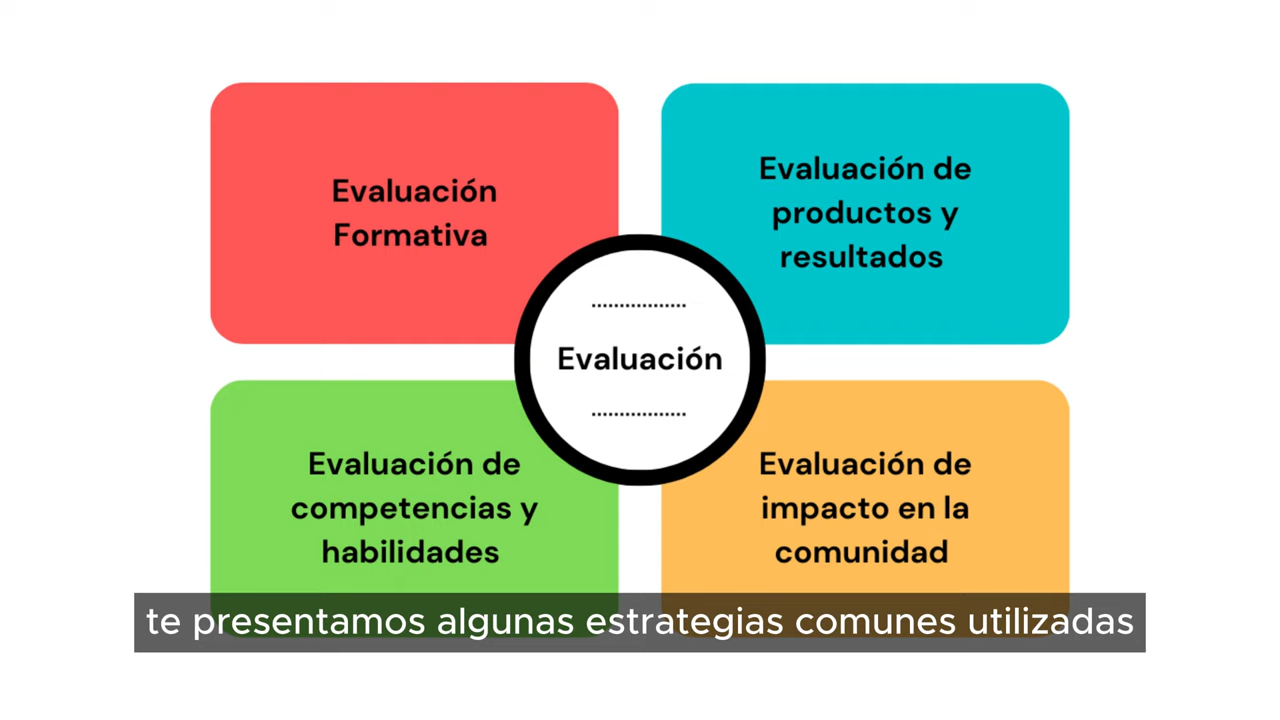 Evaluación
Formativa
Evaluación de
productos y
resultados
.................
Evaluación
.................
Evaluación de
competencias y
habilidades
Evaluación de
impacto en la
comunidad
te presentamos algunas estrategias comunes utilizadas